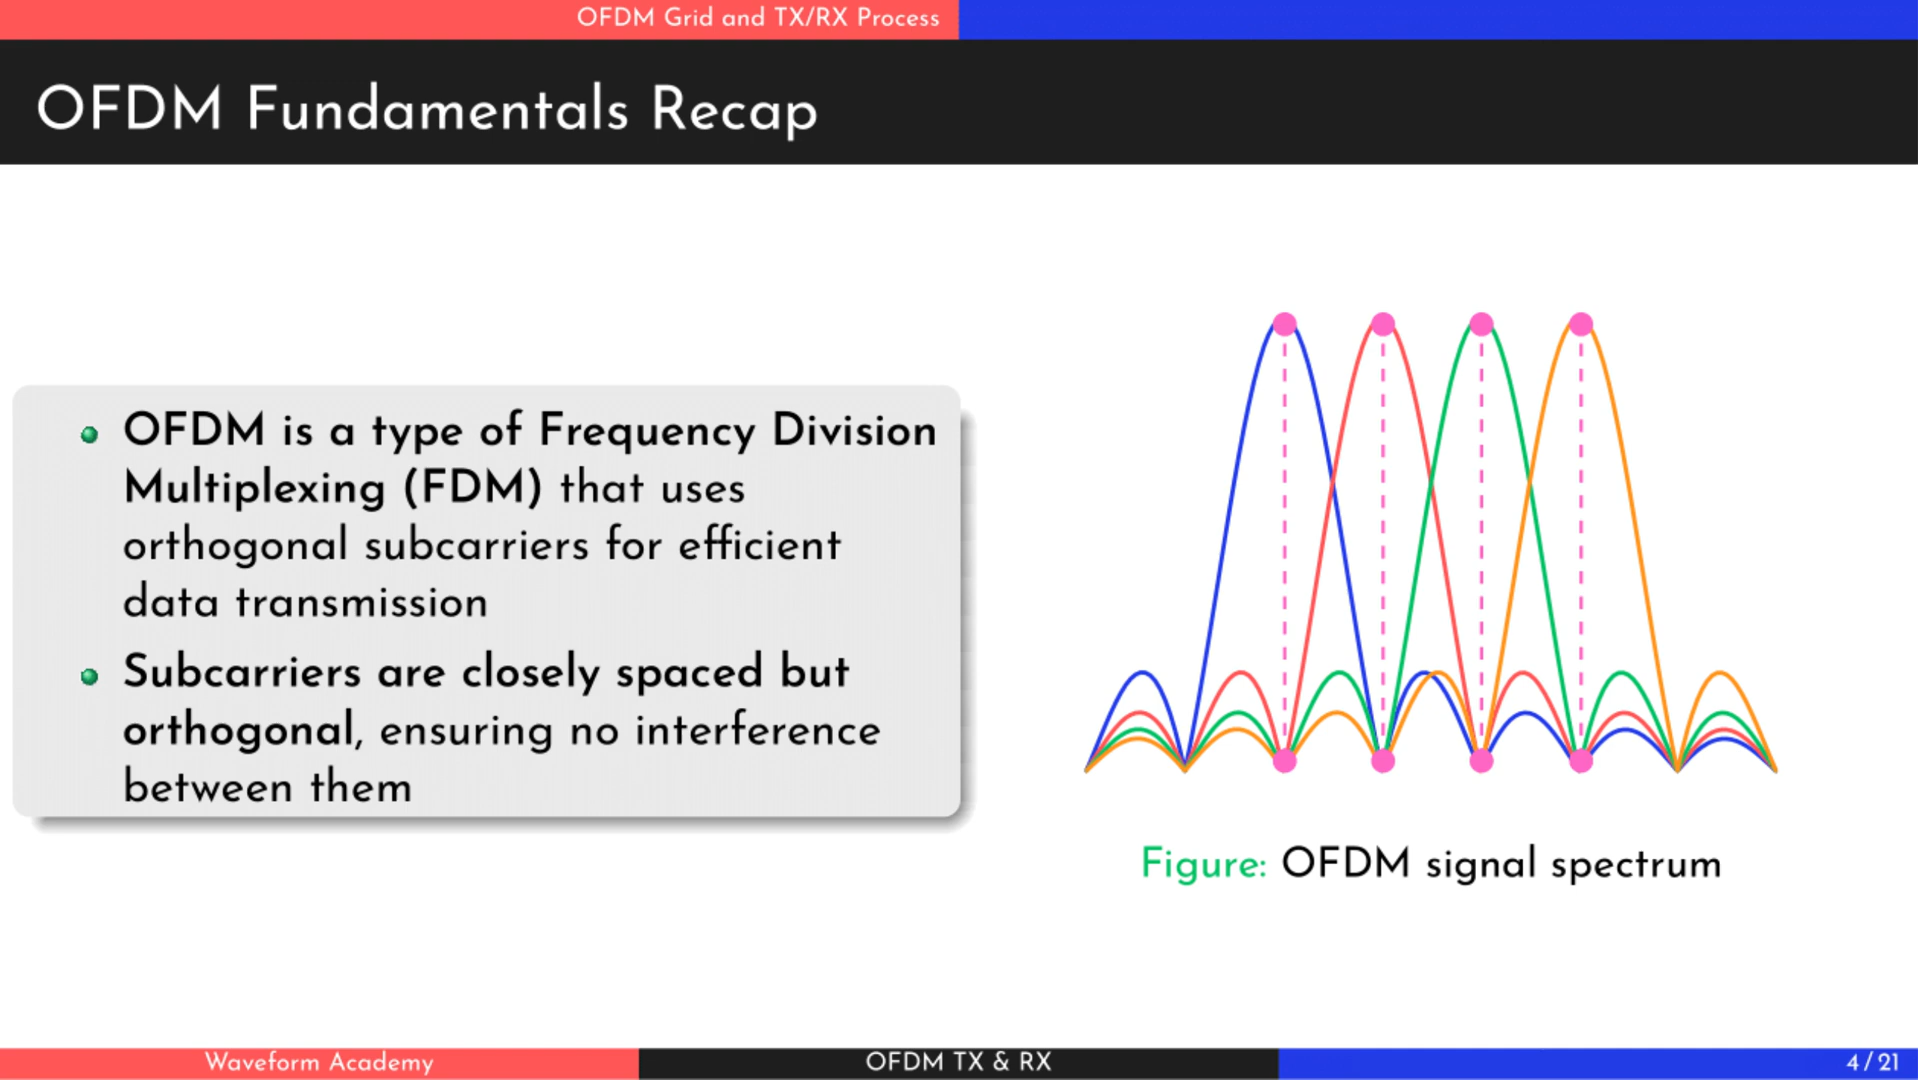 OFDM Grid and TX/RX Process
OFDM Fundamentals Recap
OFDM is a type of Frequency Division
Multiplexing (FDM) that uses
orthogonal subcarriers for efficient
data transmission
Subcarriers are closely spaced but
orthogonal, ensuring no interference
between them
Figure: OFDM signal spectrum
Waveform Academy
OFDM TX & RX
4 / 21